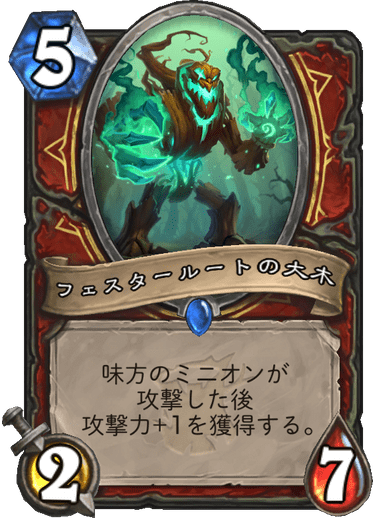 5
フェスタールートの大木
味方のミニオンが
攻撃した後
攻撃力+1を獲得する。
2
7